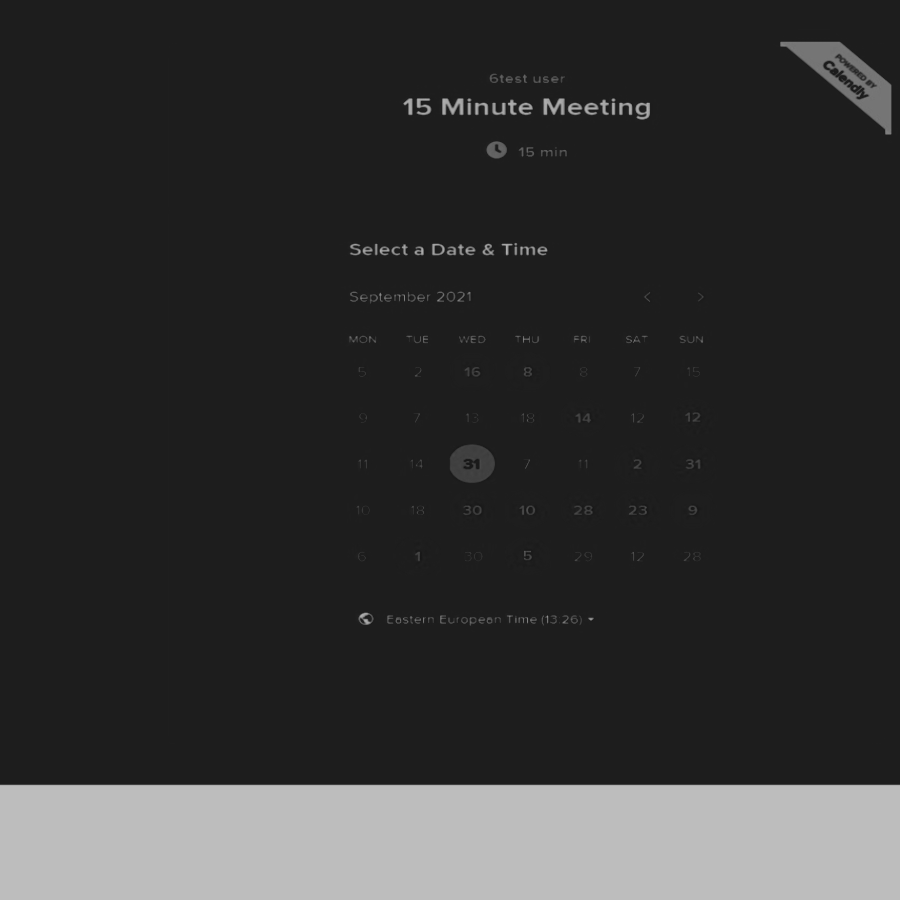 POWERED BY
Calendly
6test user
15 Minute Meeting
15 min
Select a Date & Time
September 2021 < >
MON TUE WED THU FRI SAT SUN
5 2 16 8 8 7 15
9 7 13 18 14 12 12
11 14 31 7 11 2 31
10 18 30 10 28 23 9
6 1 30 5 29 12 28
Eastern European Time (13:26)